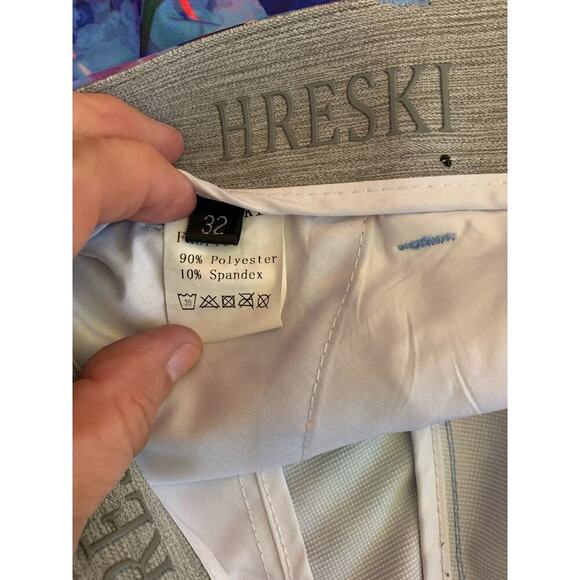 HRESKI
32
90% Polyester
10% Spandex
30